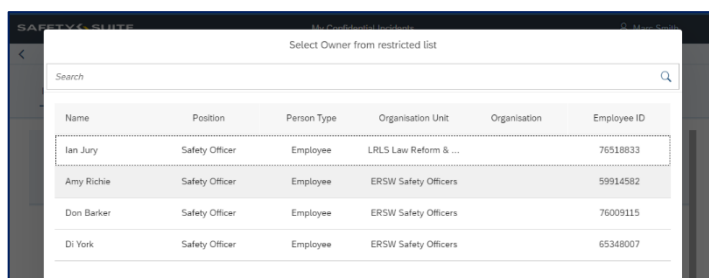 SAFETY SUITE My Confidential Incidents Marc Smith
Select Owner from restricted list
Search
Name Position Person Type Organisation Unit Organisation Employee ID
Ian Jury Safety Officer Employee LRLS Law Reform & ... 76518833
Amy Richie Safety Officer Employee ERSW Safety Officers 59914582
Don Barker Safety Officer Employee ERSW Safety Officers 76009115
Di York Safety Officer Employee ERSW Safety Officers 65348007